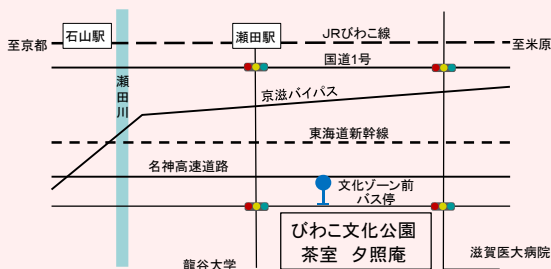 石山駅
瀬田駅
JRびわこ線
至京都
至米原
国道1号
瀬田川
京滋バイパス
東海道新幹線
名神高速道路
文化ゾーン前
バス停
びわこ文化公園
茶室 夕照庵
龍谷大学
滋賀医大病院